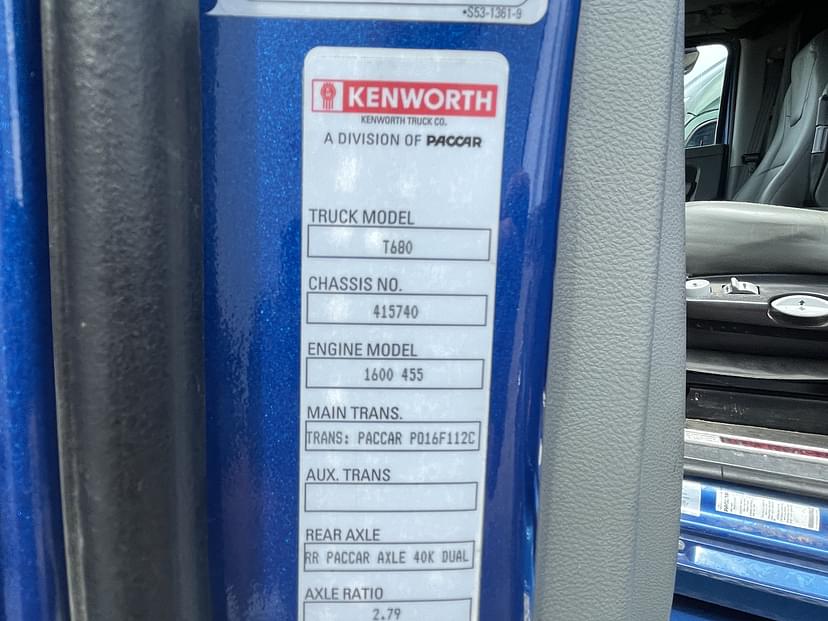 •S53-1361-9
KENWORTH
KENWORTH TRUCK CO.
A DIVISION OF PACCAR
TRUCK MODEL
T680
CHASSIS NO.
415740
ENGINE MODEL
1600 455
MAIN TRANS.
TRANS: PACCAR PO16F112C
AUX. TRANS
REAR AXLE
RR PACCAR AXLE 40K DUAL
AXLE RATIO
2.79